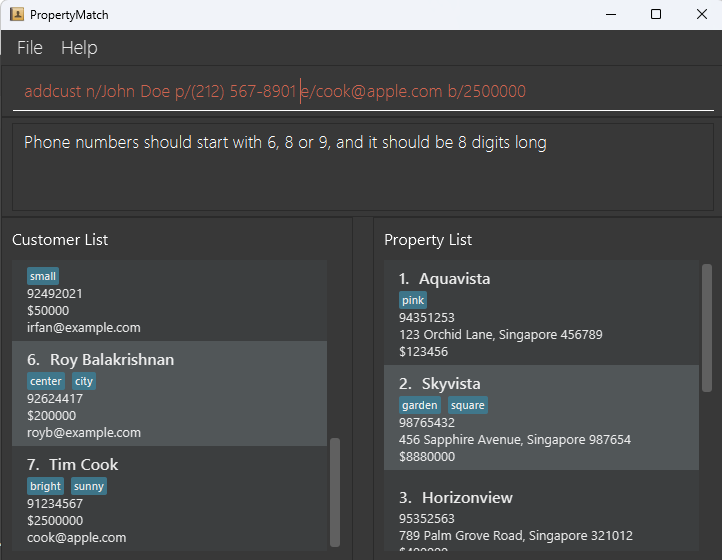 PropertyMatch
File Help
addcust n/John Doe p/(212) 567-8901 e/cook@apple.com b/2500000
Phone numbers should start with 6, 8 or 9, and it should be 8 digits long
Customer List
small
92492021
$50000
irfan@example.com
6. Roy Balakrishnan
center city
92624417
$200000
royb@example.com
7. Tim Cook
bright sunny
91234567
$2500000
cook@apple.com
Property List
1. Aquavista
pink
94351253
123 Orchid Lane, Singapore 456789
$123456
2. Skyvista
garden square
98765432
456 Sapphire Avenue, Singapore 987654
$8880000
3. Horizonview
95352563
789 Palm Grove Road, Singapore 321012